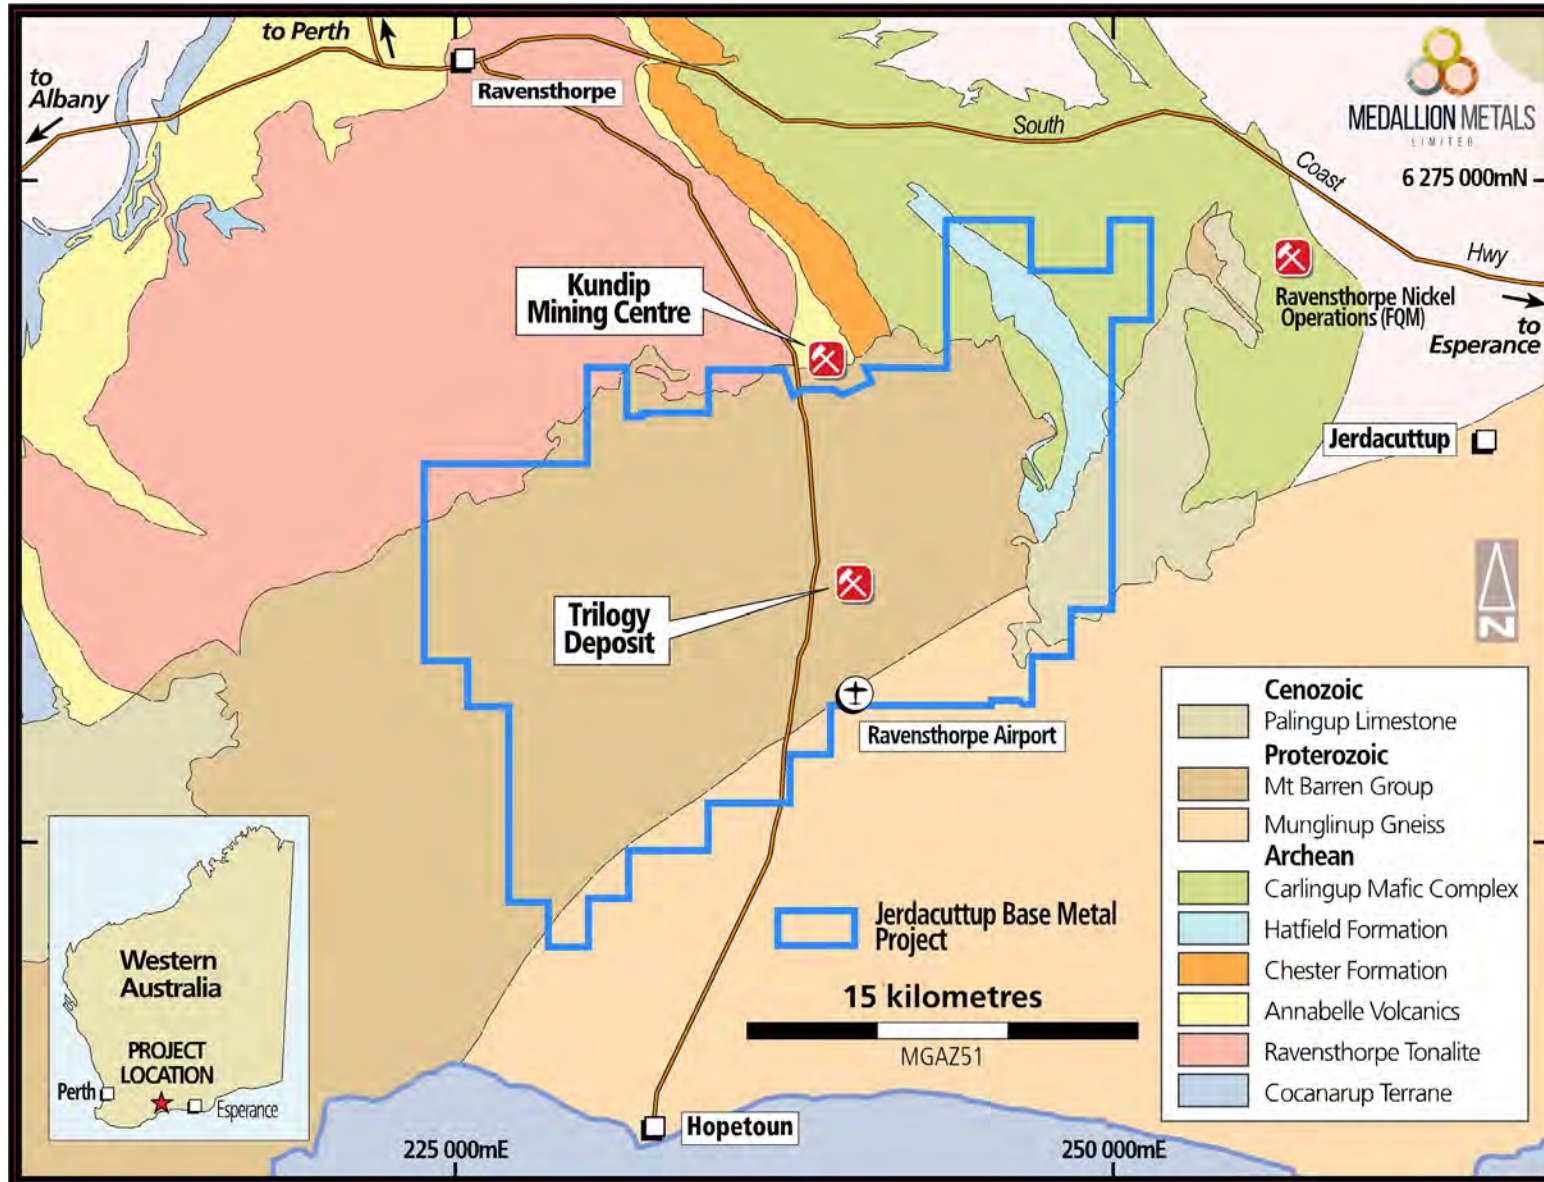 to Perth
to
Albany
Ravensthorpe
South
Coast
Hwy
MEDALLION METALS
LIMITED
6 275 000mN
Kundip
Mining Centre
Ravensthorpe Nickel
Operations (FQM)
to
Esperance
Jerdacuttup
Trilogy
Deposit
N
Ravensthorpe Airport
Cenozoic
Palingup Limestone
Proterozoic
Mt Barren Group
Munglinup Gneiss
Archean
Carlingup Mafic Complex
Hatfield Formation
Chester Formation
Annabelle Volcanics
Ravensthorpe Tonalite
Cocanarup Terrane
Jerdacuttup Base Metal
Project
15 kilometres
MGAZ51
Western
Australia
PROJECT
LOCATION
Perth
Esperance
Hopetoun
225 000mE
250 000mE